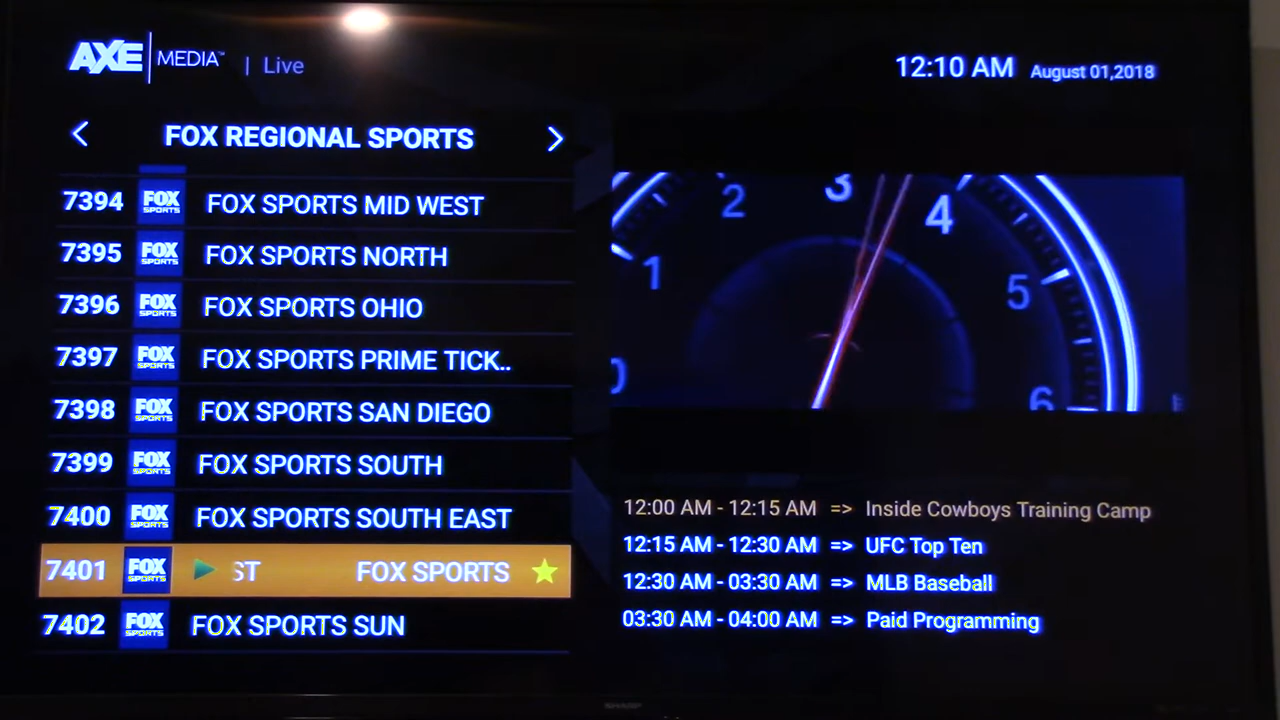 AXE MEDIA™ | Live
12:10 AM August 01,2018
< FOX REGIONAL SPORTS >
7394 FOX SPORTS FOX SPORTS MID WEST
7395 FOX SPORTS FOX SPORTS NORTH
7396 FOX SPORTS FOX SPORTS OHIO
7397 FOX SPORTS FOX SPORTS PRIME TICK..
7398 FOX SPORTS FOX SPORTS SAN DIEGO
7399 FOX SPORTS FOX SPORTS SOUTH
7400 FOX SPORTS FOX SPORTS SOUTH EAST
7401 FOX SPORTS ST FOX SPORTS
7402 FOX SPORTS FOX SPORTS SUN
0 1 2 3 4 5 6
12:00 AM - 12:15 AM => Inside Cowboys Training Camp
12:15 AM - 12:30 AM => UFC Top Ten
12:30 AM - 03:30 AM => MLB Baseball
03:30 AM - 04:00 AM => Paid Programming
SHARP